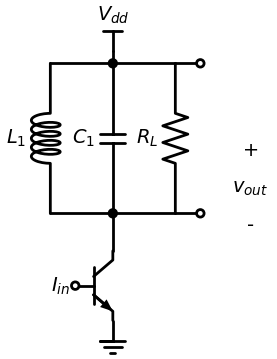 V_dd
L_1 C_1 R_L +
v_out
-
I_in